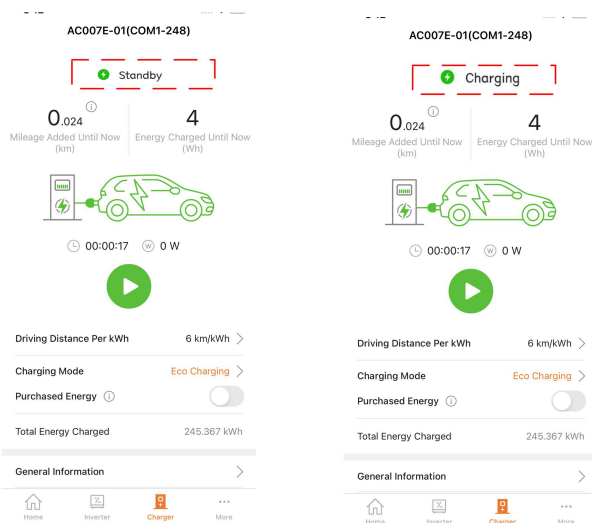 AC007E-01(COM1-248)
Standby
0.024
4
Mileage Added Until Now
(km)
Energy Charged Until Now
(Wh)
00:00:17
W 0 W
Driving Distance Per kWh 6 km/kWh
Charging Mode Eco Charging
Purchased Energy
Total Energy Charged 245.367 kWh
General Information
Home Inverter Charger More
AC007E-01(COM1-248)
Charging
0.024
4
Mileage Added Until Now
(km)
Energy Charged Until Now
(Wh)
00:00:17
W 0 W
Driving Distance Per kWh 6 km/kWh
Charging Mode Eco Charging
Purchased Energy
Total Energy Charged 245.367 kWh
General Information
Home Inverter Charger More